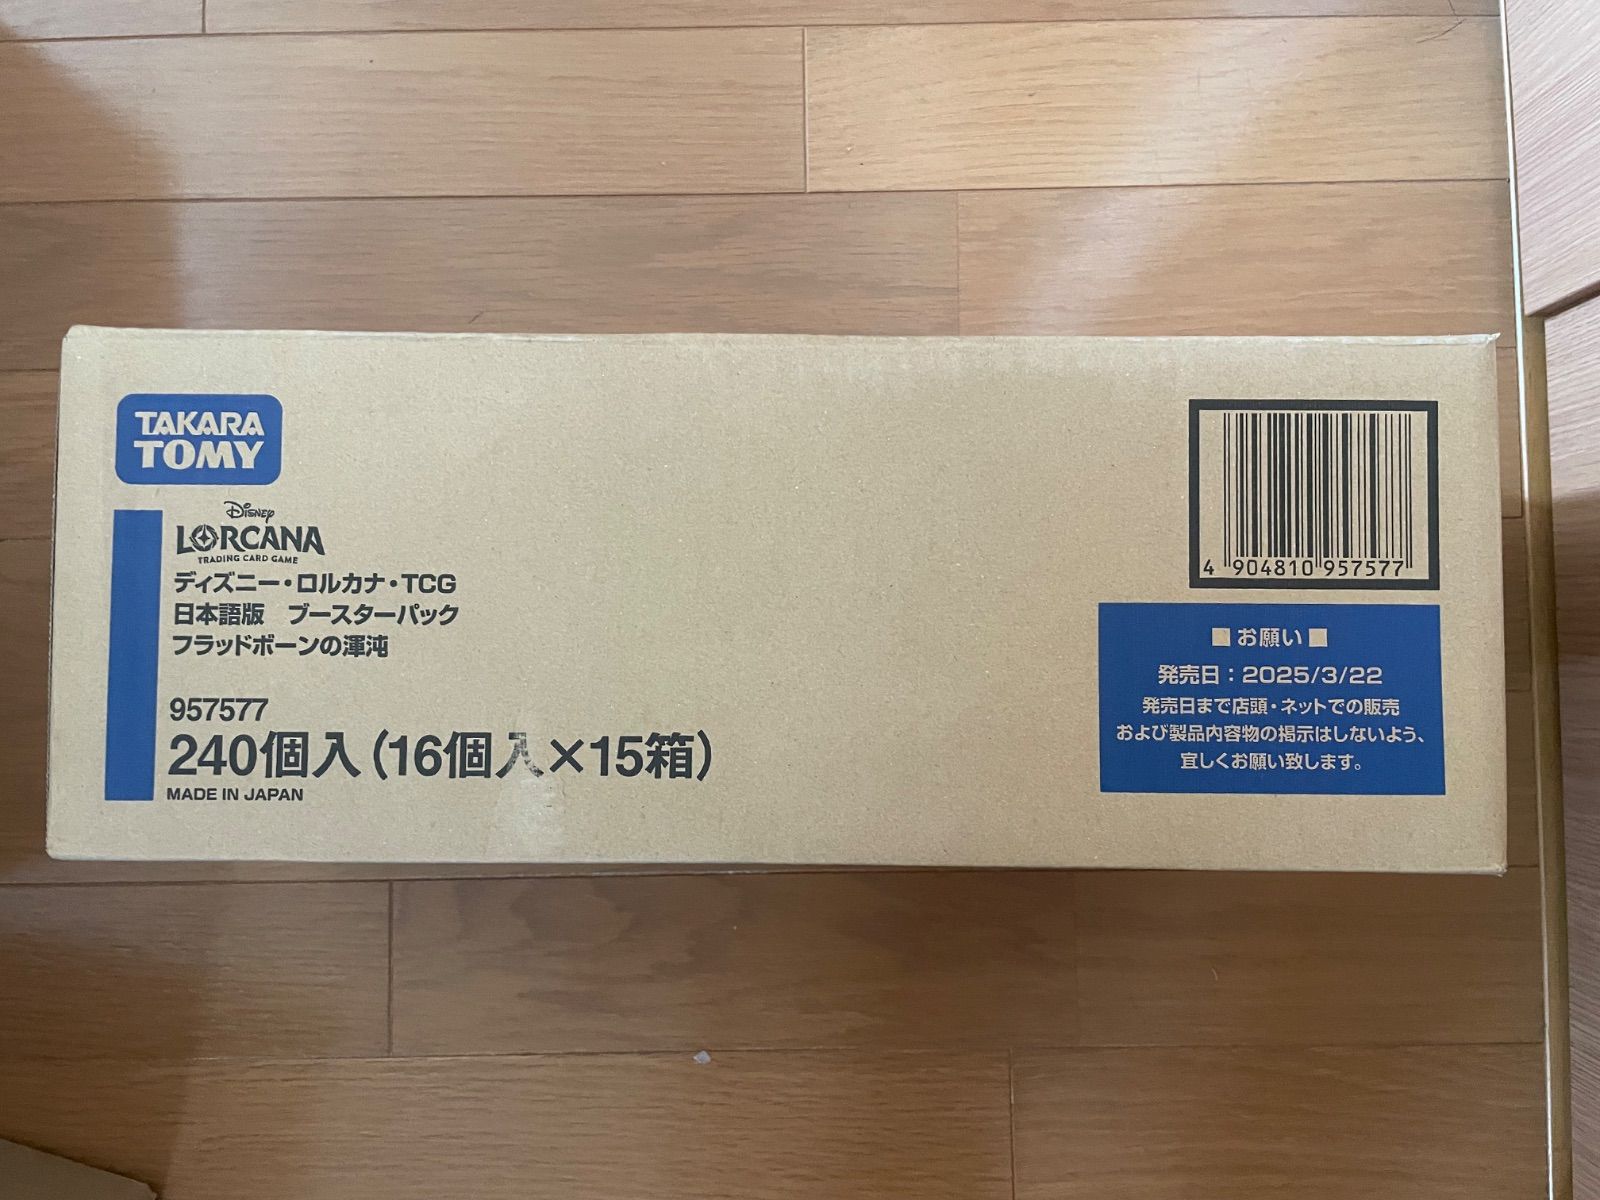 TAKARA
TOMY
Disney
LORCANA
TRADING CARD GAME
ディズニー・ロルカナ・TCG
日本語版　ブースターパック
フラッドボーンの渾沌
957577
240個入(16個入×15箱)
MADE IN JAPAN
4 904810 957577
■お願い■
発売日：2025/3/22
発売日まで店頭・ネットでの販売
および製品内容物の掲示はしないよう、
宜しくお願い致します。